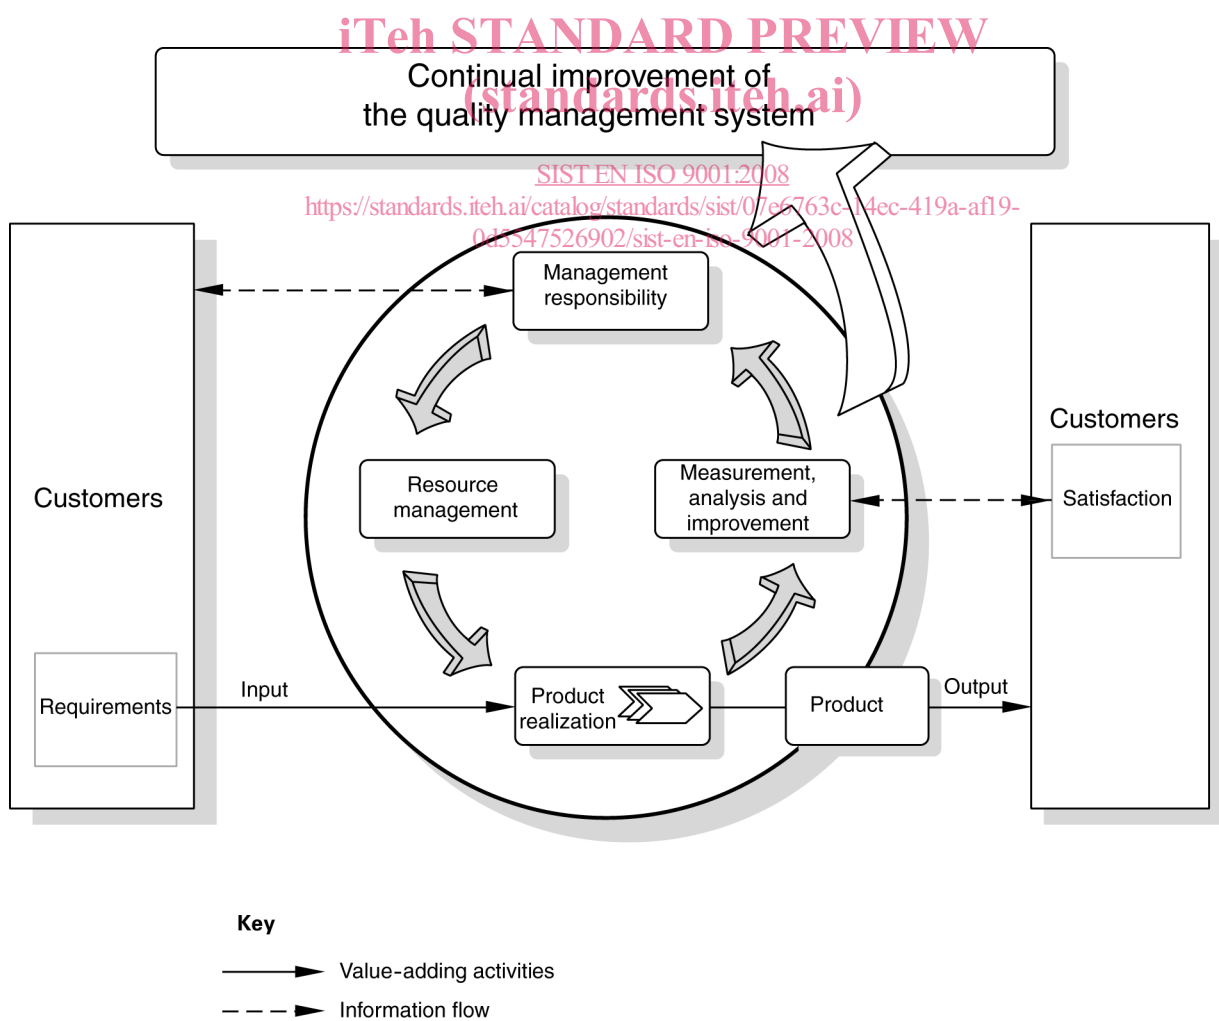 iTeh STANDARD PREVIEW
Continual improvement of
(standards.iteh.ai)
the quality management system
SIST EN ISO 9001:2008
https://standards.iteh.ai/catalog/standards/sist/07e6763c-14ec-419a-af19-
0d5547526902/sist-en-iso-9001-2008
Management
responsibility
Customers
Resource
management
Measurement,
analysis and
improvement
Customers
Satisfaction
Requirements
Input
Product
realization
Product
Output
Key
Value-adding activities
Information flow